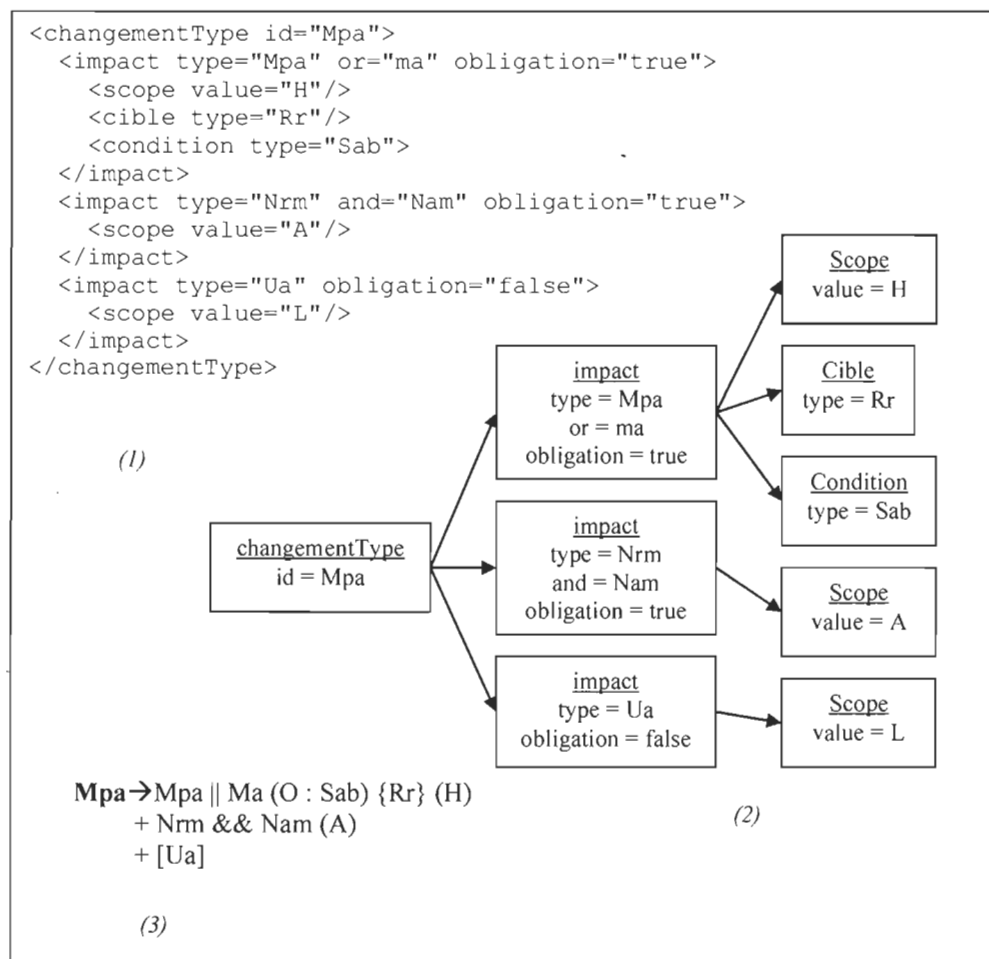 <changementType id="Mpa">
<impact type="Mpa" or="ma" obligation="true">
<scope value="H"/>
<cible type="Rr"/>
<condition type="Sab">
</impact>
<impact type="Nrm" and="Nam" obligation="true">
<scope value="A"/>
</impact>
<impact type="Ua" obligation="false">
<scope value="L"/>
</impact>
</changementType>
(1)
changementType
id = Mpa
impact
type = Mpa
or = ma
obligation = true
impact
type = Nrm
and = Nam
obligation = true
impact
type = Ua
obligation = false
Scope
value = H
Cible
type = Rr
Condition
type = Sab
Scope
value = A
Scope
value = L
(2)
Mpa→Mpa || Ma (O : Sab) {Rr} (H)
+ Nrm && Nam (A)
+ [Ua]
(3)